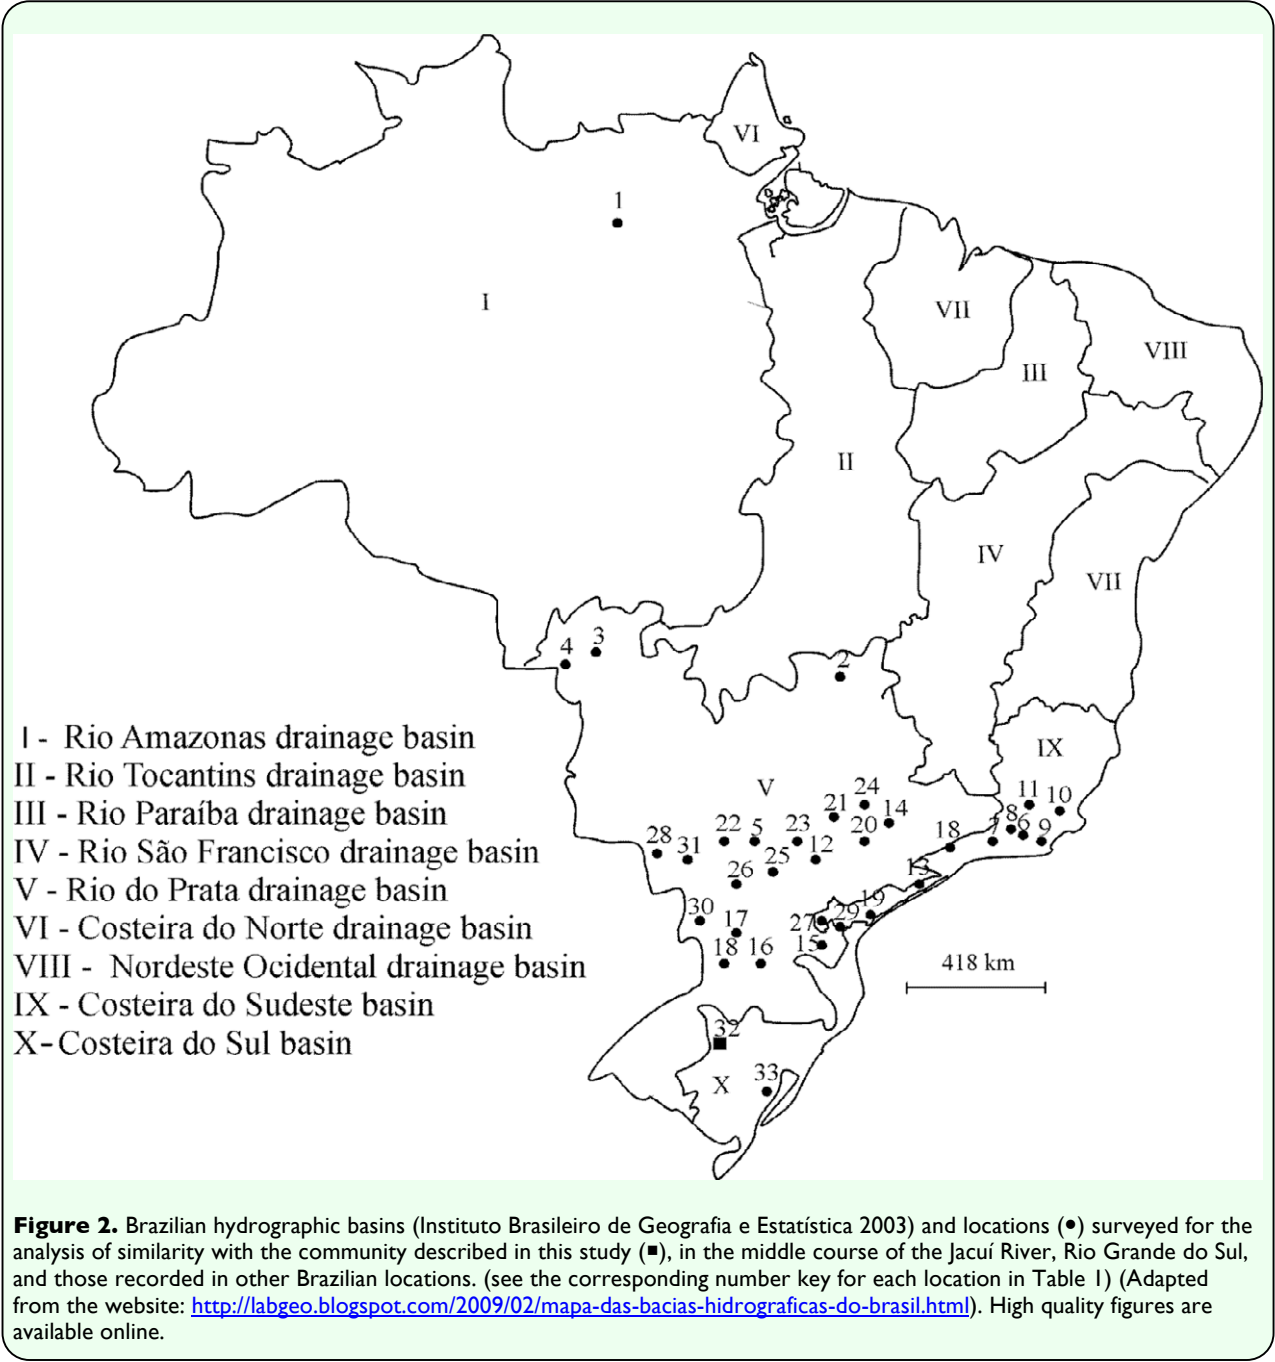 VI
1
I
VII
VIII
III
II
IV
VII
3
4
2
I - Rio Amazonas drainage basin
IX
II - Rio Tocantins drainage basin
V
III - Rio Paraíba drainage basin
24
11
10
21
14
8
6
28
31
22
5
23
12
20
18
7
9
IV - Rio São Francisco drainage basin
26
25
13
V - Rio do Prata drainage basin
30
17
27
29
19
VI - Costeira do Norte drainage basin
18
16
15
VIII - Nordeste Ocidental drainage basin
418 km
IX - Costeira do Sudeste basin
X- Costeira do Sul basin
32
X
33
Figure 2. Brazilian hydrographic basins (Instituto Brasileiro de Geografia e Estatística 2003) and locations (●) surveyed for the
analysis of similarity with the community described in this study (■), in the middle course of the Jacuí River, Rio Grande do Sul,
and those recorded in other Brazilian locations. (see the corresponding number key for each location in Table 1) (Adapted
from the website: http://labgeo.blogspot.com/2009/02/mapa-das-bacias-hidrograficas-do-brasil.html). High quality figures are
available online.